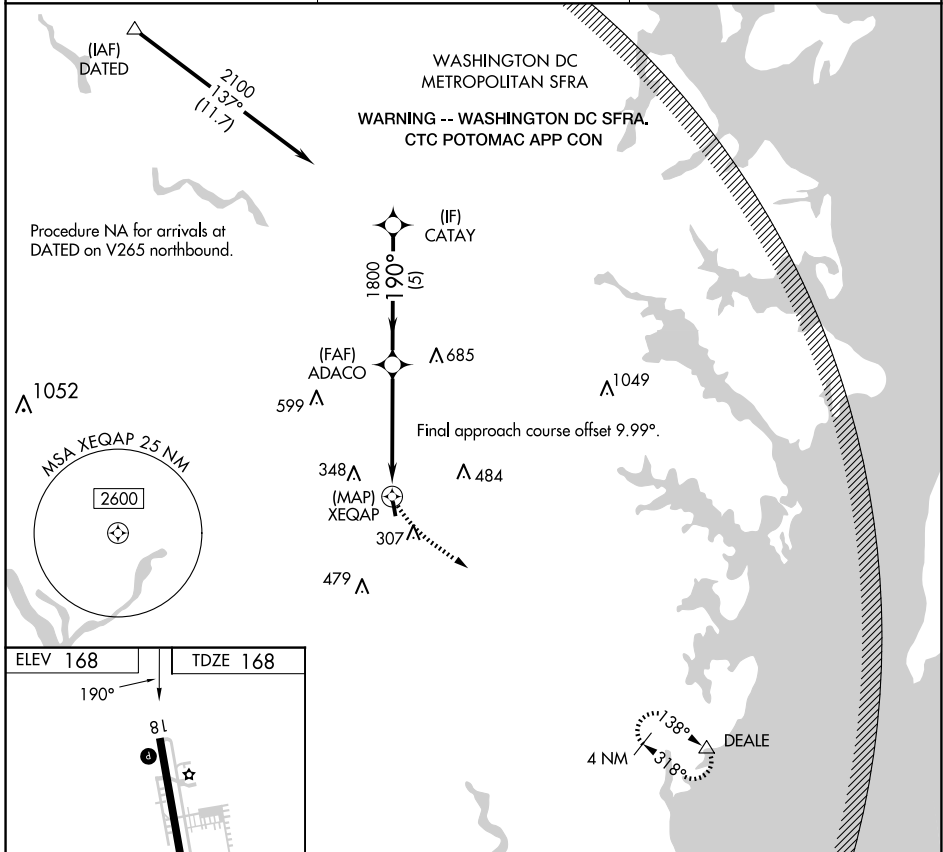 (IAF)
DATED
2100
137°
(11.7)
WASHINGTON DC
METROPOLITAN SFRA
WARNING -- WASHINGTON DC SFRA.
CTC POTOMAC APP CON
Procedure NA for arrivals at
DATED on V265 northbound.
(IF)
CATAY
1800
190°
(5)
(FAF)
ADACO
685
1052
599
1049
Final approach course offset 9.99°.
MSA XEQAP 25 NM
2600
348
484
(MAP)
XEQAP
307
479
ELEV 168
TDZE 168
190°
18
P
138°
318°
4 NM
DEALE